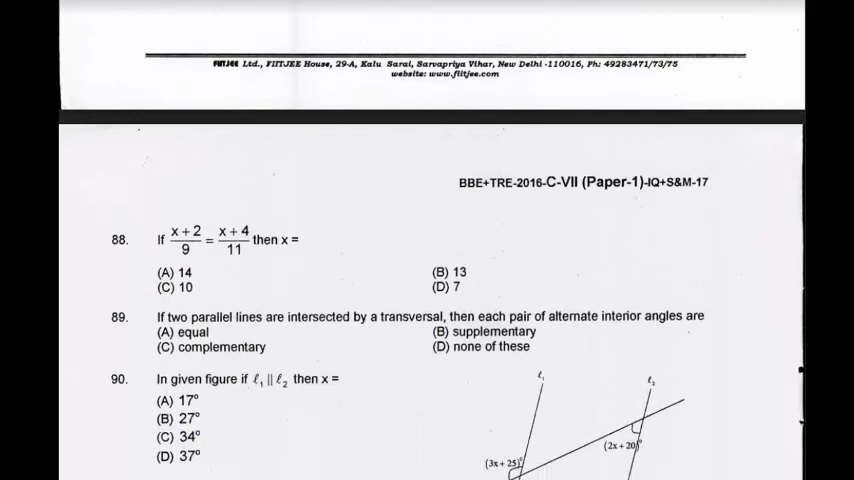 FIITJEE Ltd., FIITJEE House, 29-A, Kalu Sarai, Sarvapriya Vihar, New Delhi -110016, Ph: 49283471/73/75
website: www.fiitjee.com
BBE+TRE-2016-C-VII (Paper-1)-IQ+S&M-17
88. If (x + 2)/9 = (x + 4)/11 then x =
(A) 14 (B) 13
(C) 10 (D) 7
89. If two parallel lines are intersected by a transversal, then each pair of alternate interior angles are
(A) equal (B) supplementary
(C) complementary (D) none of these
90. In given figure if ℓ₁ || ℓ₂ then x =
(A) 17°
(B) 27°
(C) 34°
(D) 37°
ℓ₁
ℓ₂
(2x + 20)°
(3x + 25)°